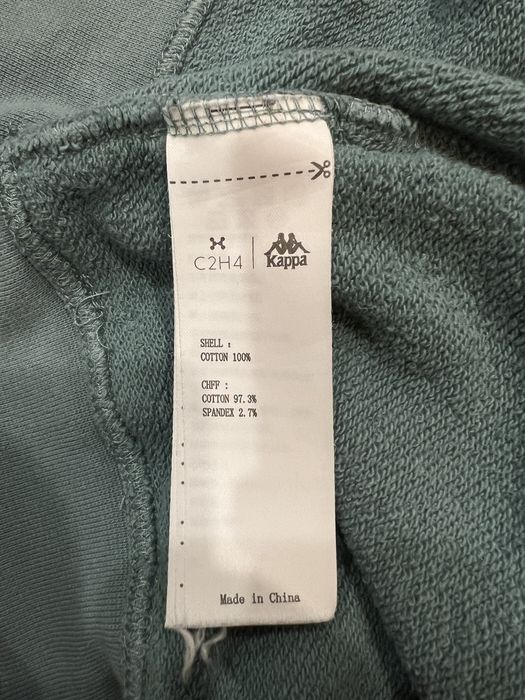 C2H4 | Kappa
SHELL :
COTTON 100%
CHFF :
COTTON 97.3%
SPANDEX 2.7%
Made in China